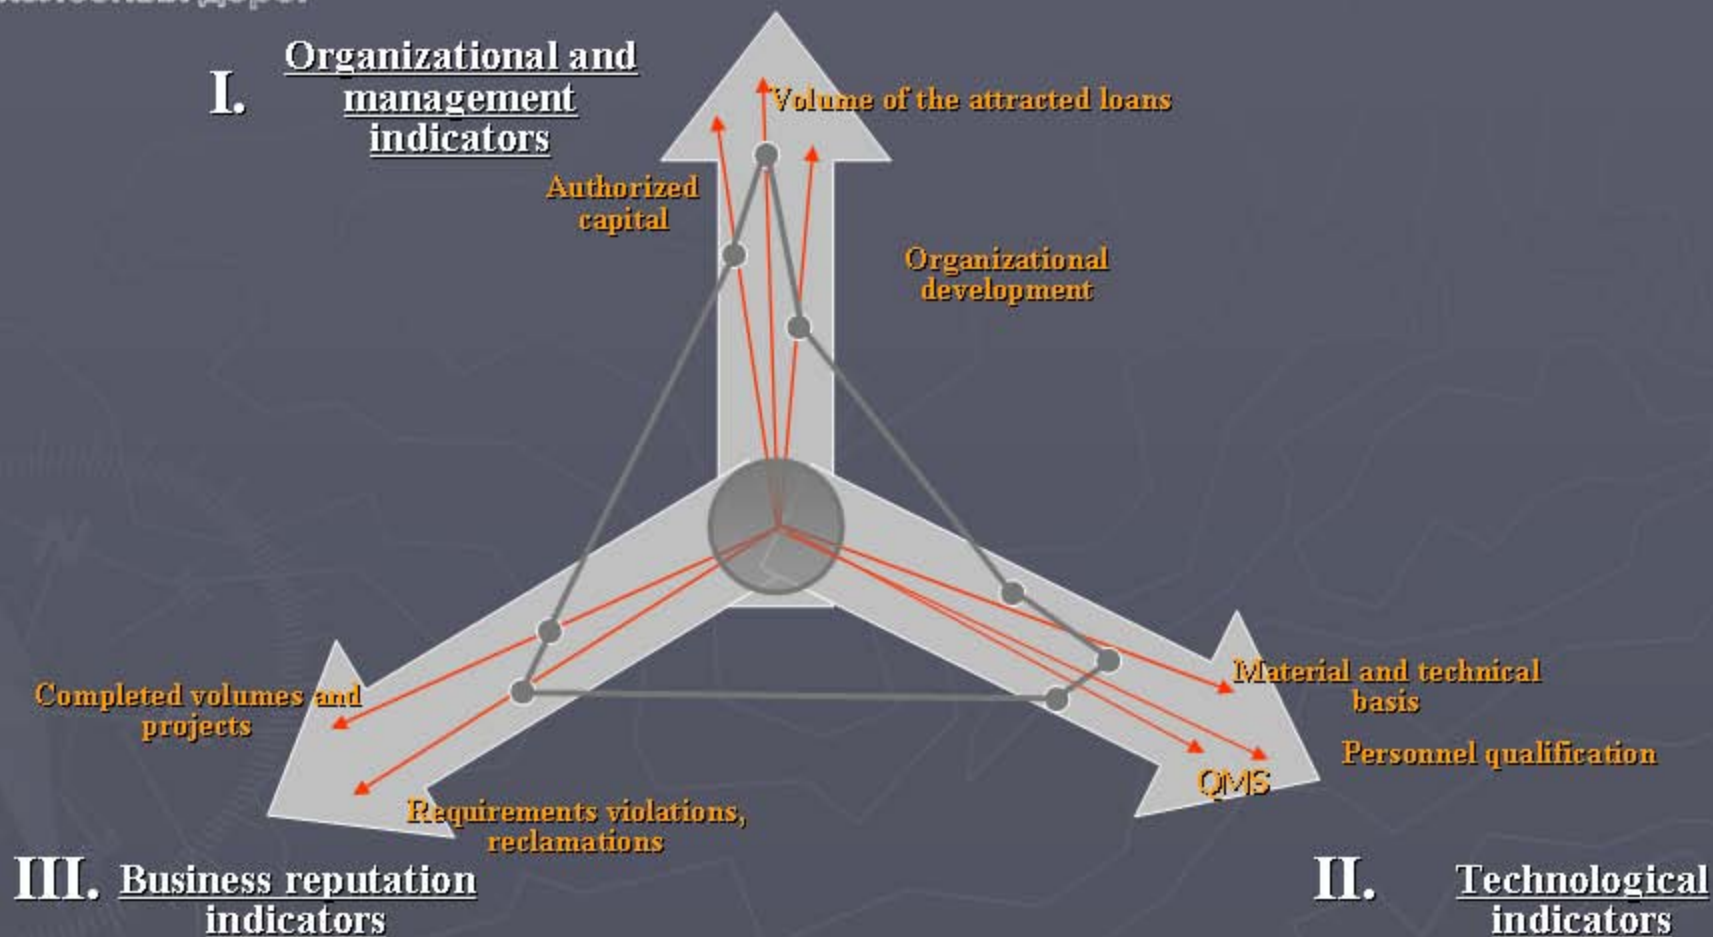 I.
Organizational and
management
indicators
Volume of the attracted loans
Authorized
capital
Organizational
development
Completed volumes and
projects
Material and technical
basis
Personnel qualification
QMS
Requirements violations,
reclamations
III.
Business reputation
indicators
II.
Technological
indicators